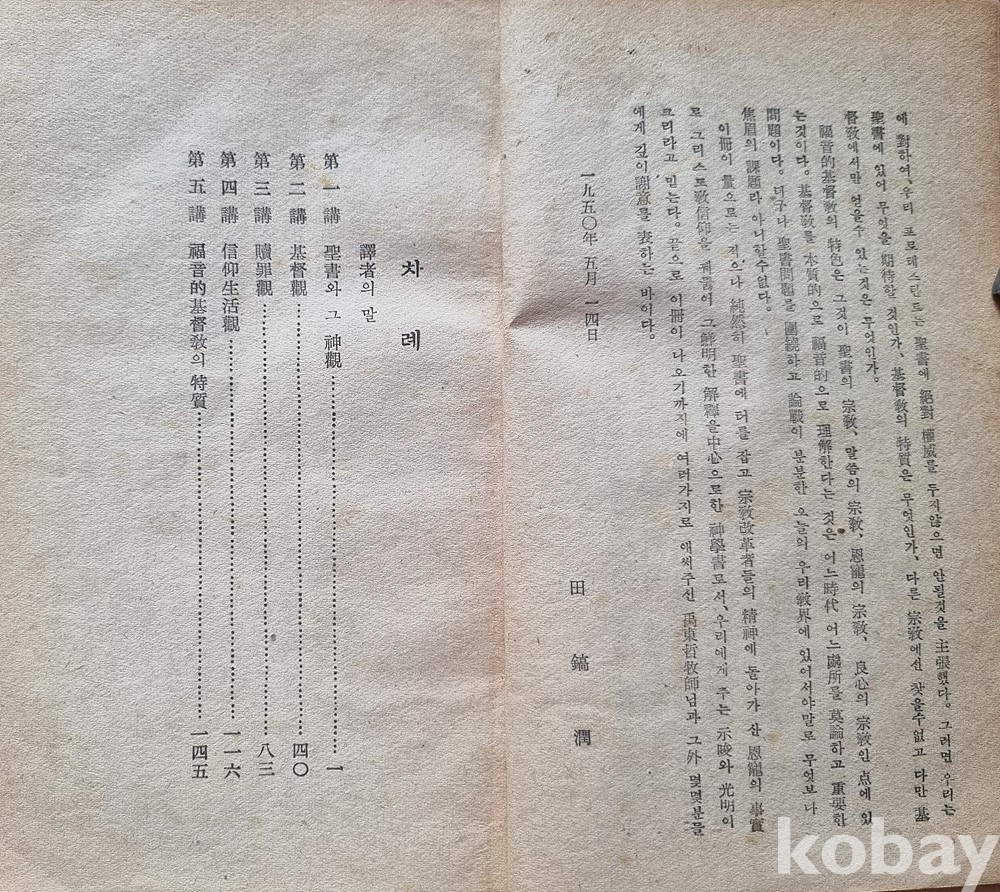 에 對하여, 우리 프로테스탄트는 聖書에 絕對 權威를 두지않으면 안될것을 主張했다. 그러면 우리는
聖書에 있어 무엇을 期待할 것인가, 基督敎의 特質은 무엇인가, 다른 宗敎에선 찾을수없고 다만 基
督敎에서만 얻을수 있는것은 무엇인가.
福音的基督敎의 特色은 그것이 聖書의 宗敎, 말씀의 宗敎, 恩寵의 宗敎, 良心의 宗敎인 点에 있
는것이다. 基督敎를 本質的으로 福音的으로 理解한다는 것은 어느時代 어느處所를 莫論하고 重要한
問題이다. 더구나 聖書問題를 圍繞하고 論戰이 분분한 오늘의 우리敎界에 있어서야말로 무엇보나
焦眉의 課題라 아니할수없다.
이冊이 量으로는 적으나 純然히 聖書에 터를 잡고 宗敎改革者들의 精神에 돌아가 산 恩寵의 事實
로 그리스도敎信仰을 꿰뚫어 그鮮明한 解釋을 中心으로한 神學書로서, 우리에게 주는 示唆와 光明이
크리라고 믿는다. 끝으로 이冊이 나오기까지에 여러가지로 애써주신 禹東哲牧師님과 그外 몇몇분들
에게 깊이謝意를 表하는 바이다.
一九五〇年 五月 一四日
田 鎬 潤
차 례
譯者의 말
第一講 聖書와 그 神觀 一
第二講 基督觀 四〇
第三講 贖罪觀 八三
第四講 信仰生活觀 一一六
第五講 福音的基督敎의 特質 一四五
kobay